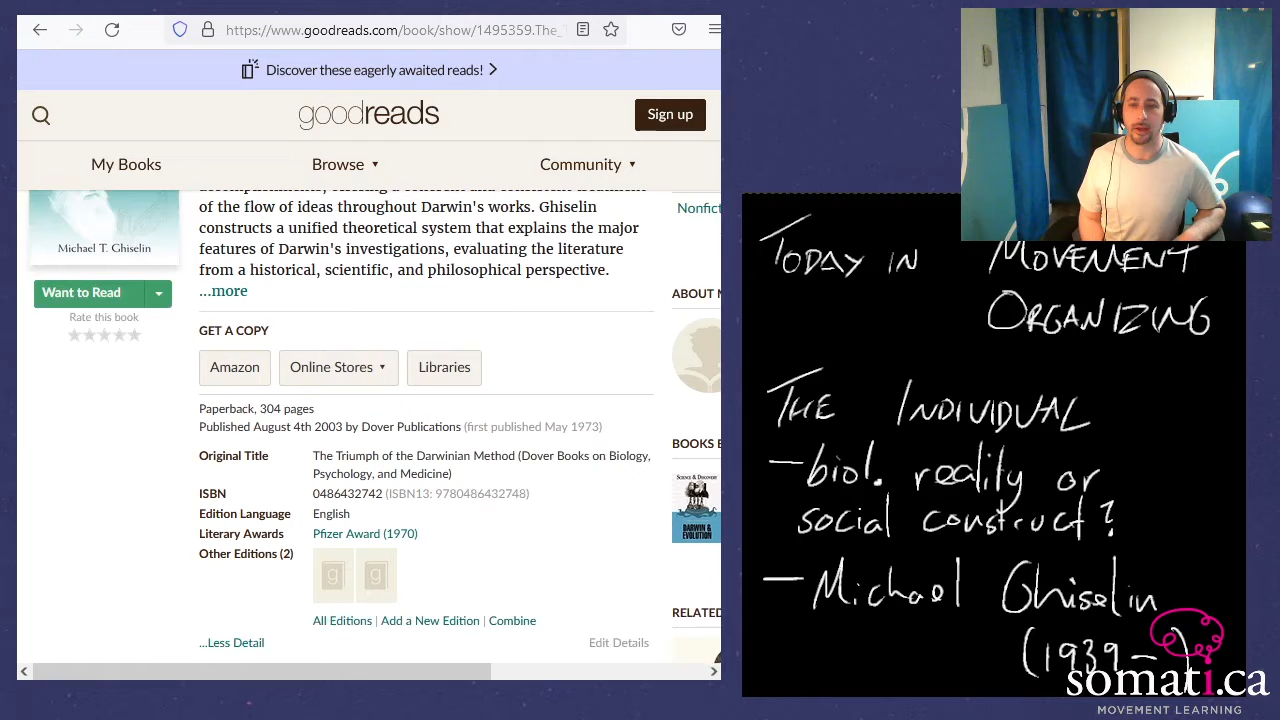 https://www.goodreads.com/book/show/1495359.The_
Discover these eagerly awaited reads!
goodreads
Sign up
My Books
Browse
Community
of the flow of ideas throughout Darwin's works. Ghiselin
constructs a unified theoretical system that explains the major
features of Darwin's investigations, evaluating the literature
from a historical, scientific, and philosophical perspective.
...more
Michael T. Ghiselin
Want to Read
Rate this book
GET A COPY
Amazon
Online Stores
Libraries
Paperback, 304 pages
Published August 4th 2003 by Dover Publications (first published May 1973)
Original Title The Triumph of the Darwinian Method (Dover Books on Biology,
Psychology, and Medicine)
ISBN 0486432742 (ISBN13: 9780486432748)
Edition Language English
Literary Awards Pfizer Award (1970)
Other Editions (2)
All Editions | Add a New Edition | Combine
...Less Detail
Edit Details
Nonfict
ABOUT M
BOOKS B
SCIENCE & DISCOVERY
DARWIN &
EVOLUTION
RELATED
TODAY IN MOVEMENT
ORGANIZING
THE INDIVIDUAL
- biol. reality or
social construct?
- Michael Ghiselin
(1939 - )
somati.ca
MOVEMENT LEARNING